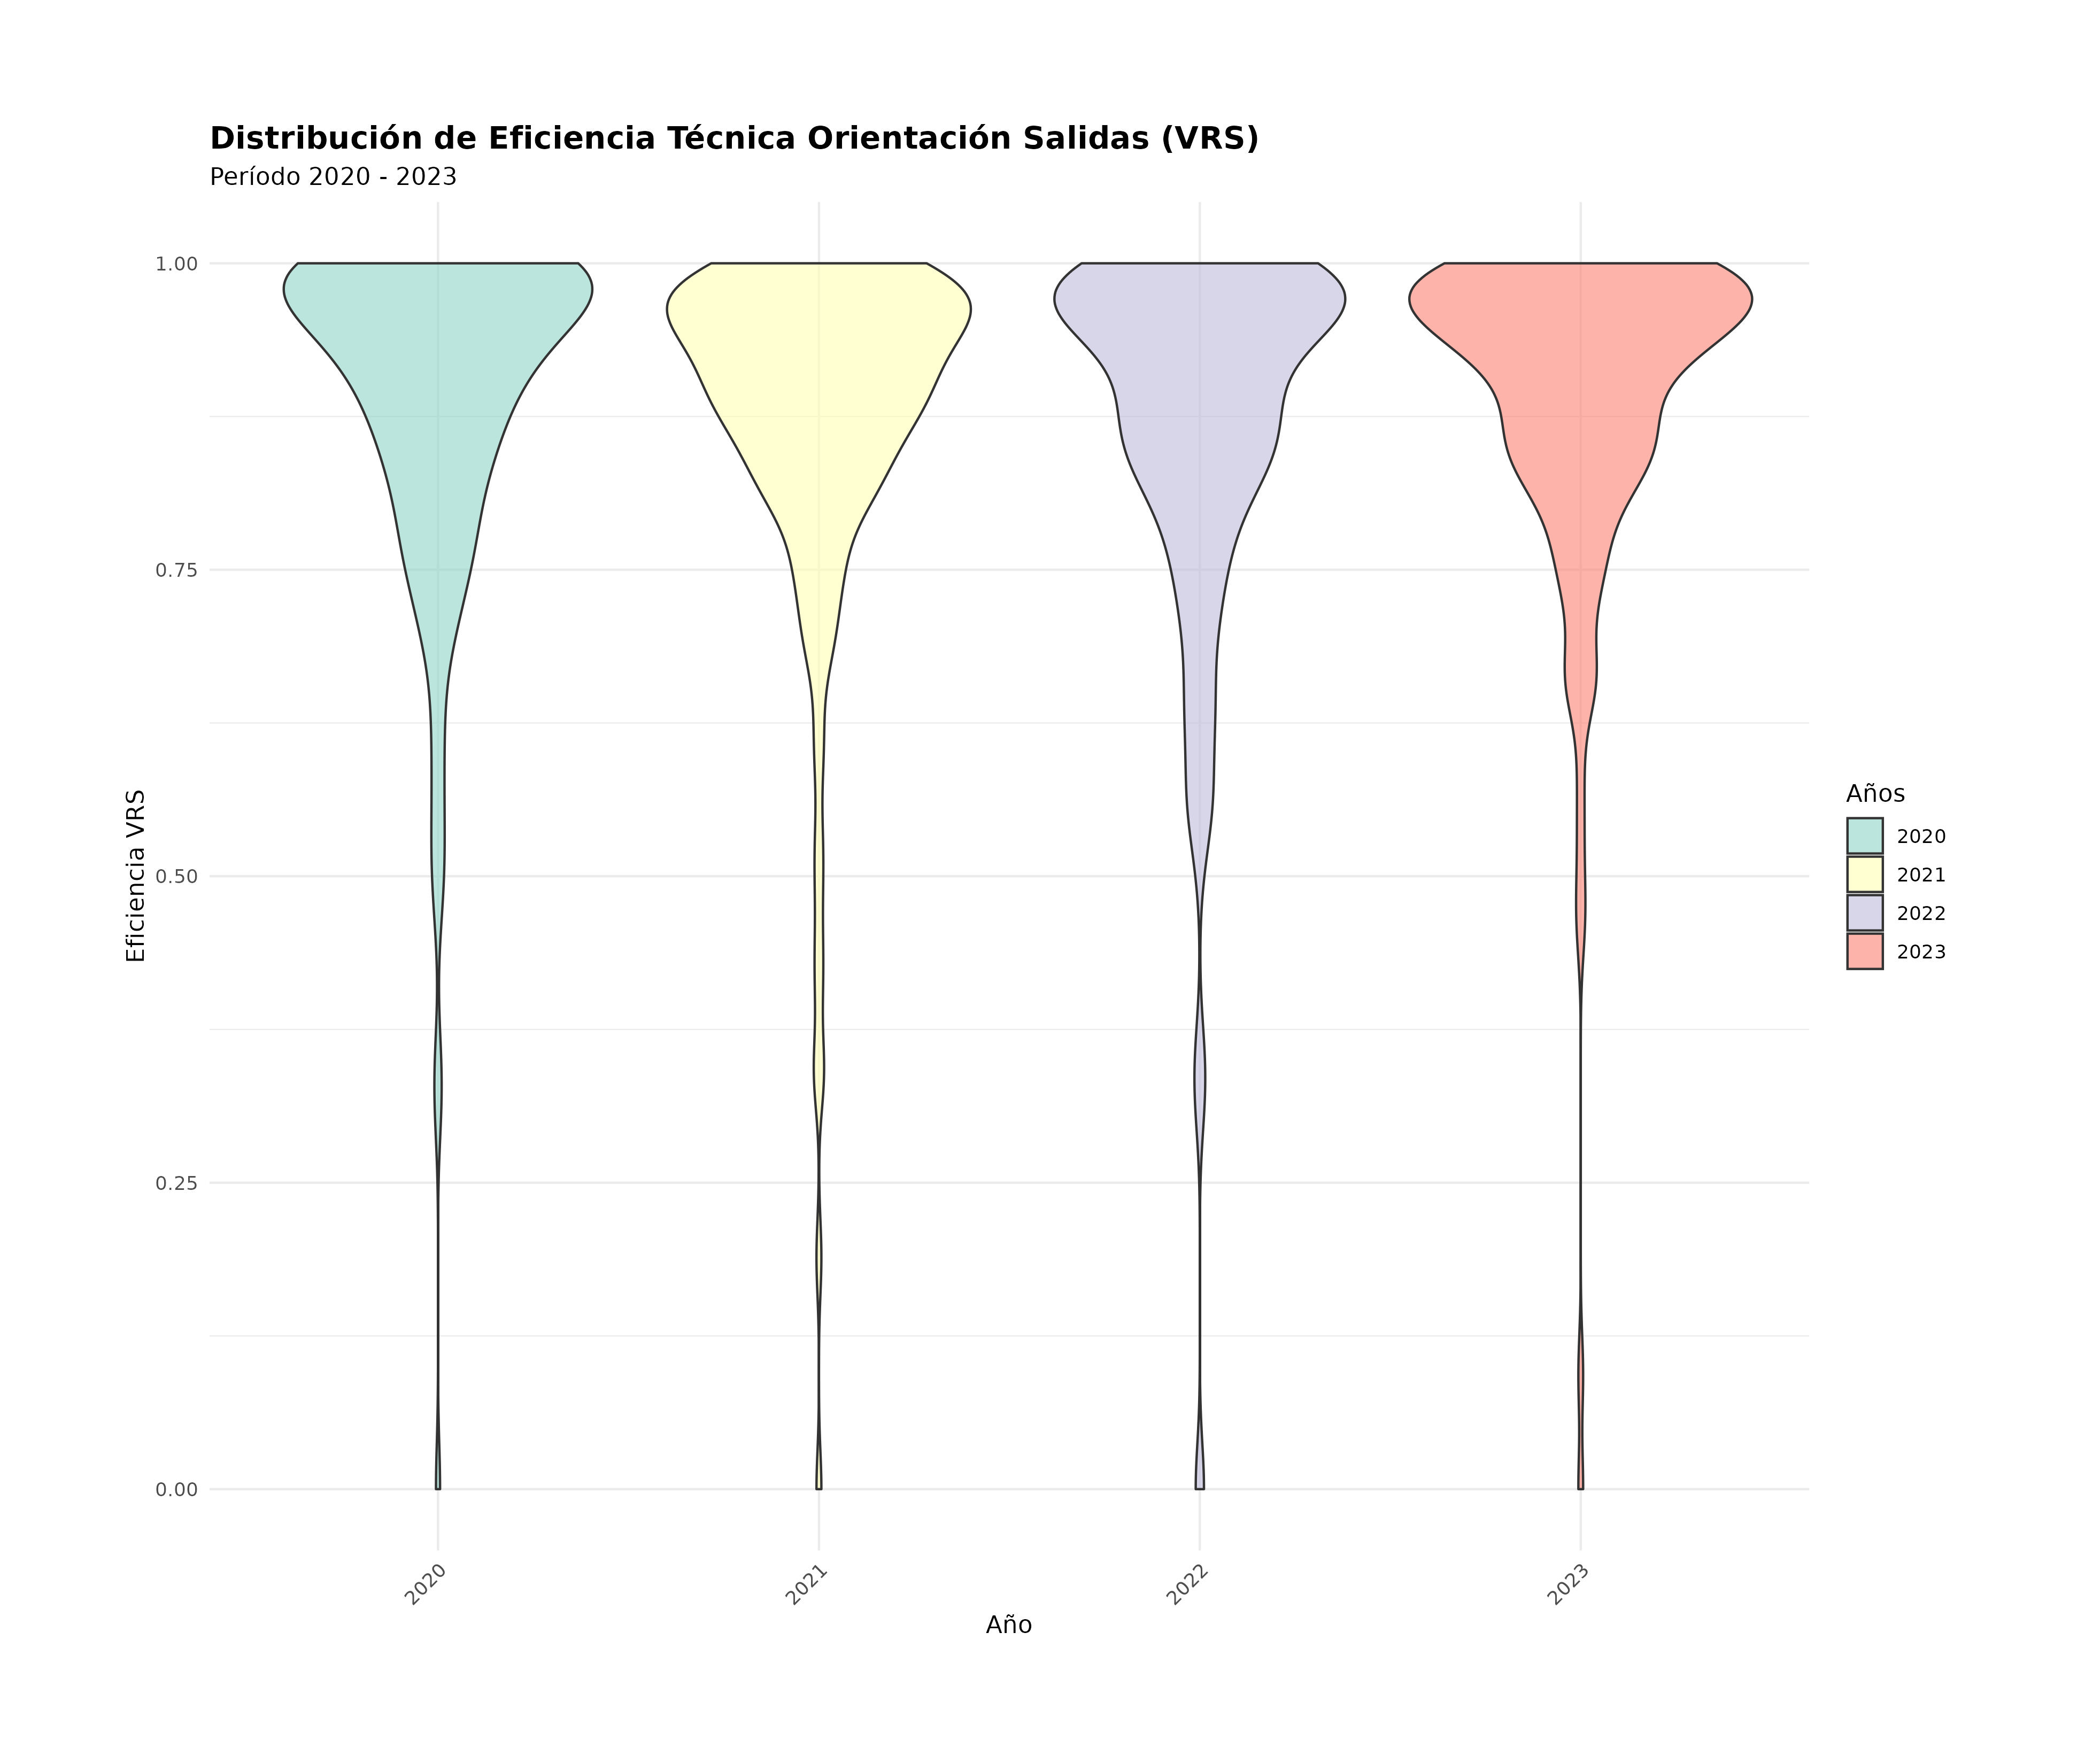 Distribución de Eficiencia Técnica Orientación Salidas (VRS)
Período 2020 - 2023
Eficiencia VRS
1.00
0.75
0.50
0.25
0.00
2020
2021
2022
2023
Año
Años
2020
2021
2022
2023